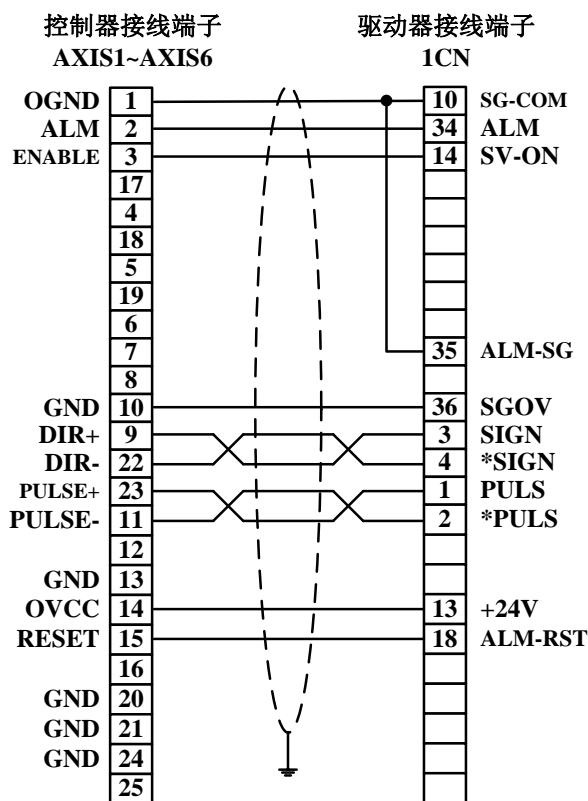 控制器接线端子 驱动器接线端子
AXIS1~AXIS6 1CN
OGND 1 10 SG-COM
ALM 2 34 ALM
ENABLE 3 14 SV-ON
17
4
18
5
19
6
7 35 ALM-SG
8
GND 10 36 SGOV
DIR+ 9 3 SIGN
DIR- 22 4 *SIGN
PULSE+ 23 1 PULS
PULSE- 11 2 *PULS
12
GND 13
OVCC 14 13 +24V
RESET 15 18 ALM-RST
16
GND 20
GND 21
GND 24
25